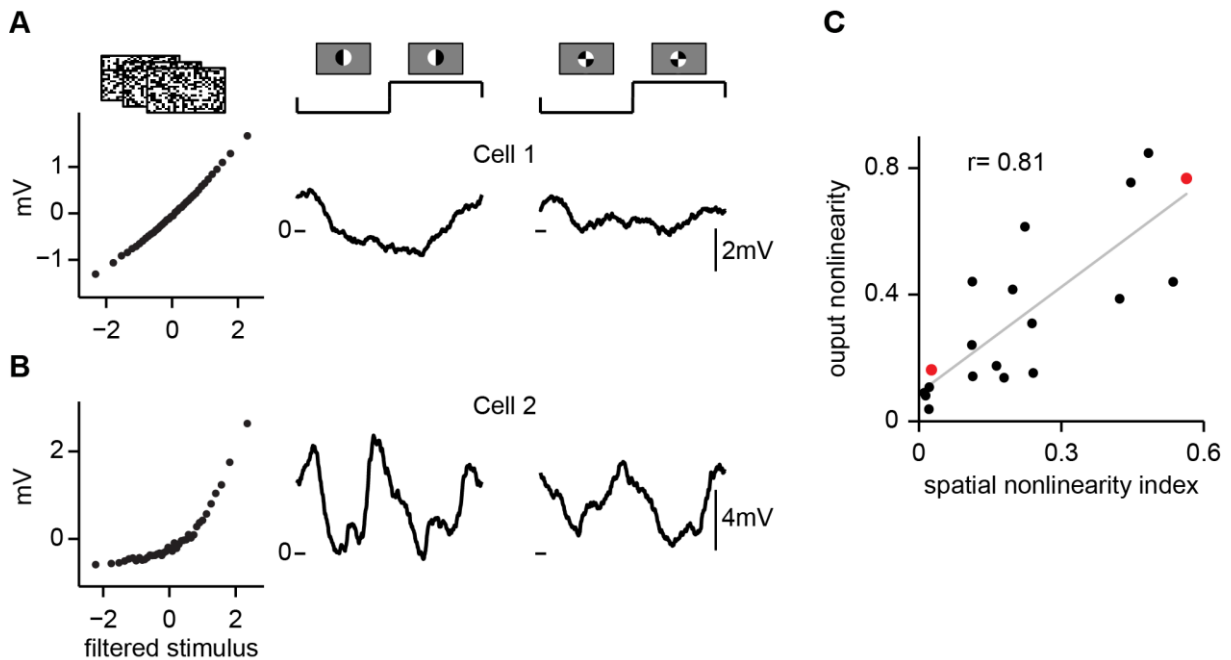 A
C
1
0
−1
mV
−2
0
2
Cell 1
0
2mV
B
2
0
mV
−2
0
2
filtered stimulus
Cell 2
0
4mV
0.8
0.4
0
ouput nonlinearity
r= 0.81
0
0.3
0.6
spatial nonlinearity index